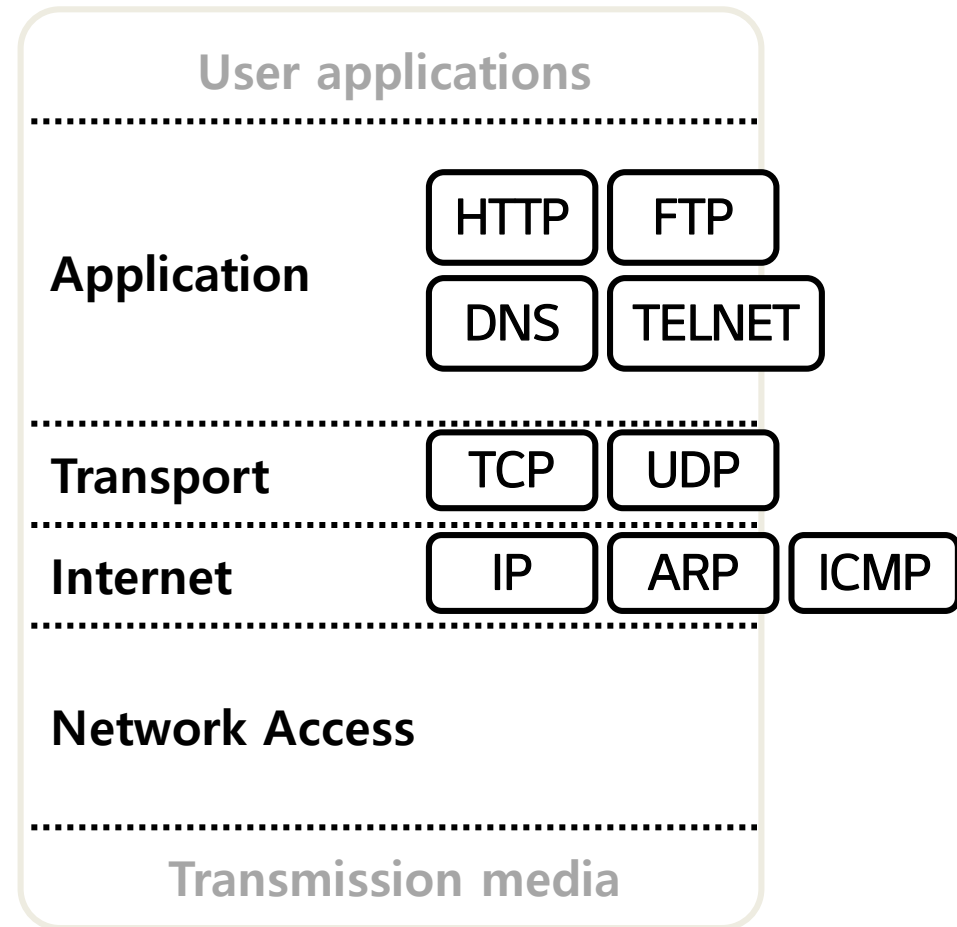 User applications
HTTP FTP
Application
DNS TELNET
Transport TCP UDP
Internet IP ARP ICMP
Network Access
Transmission media